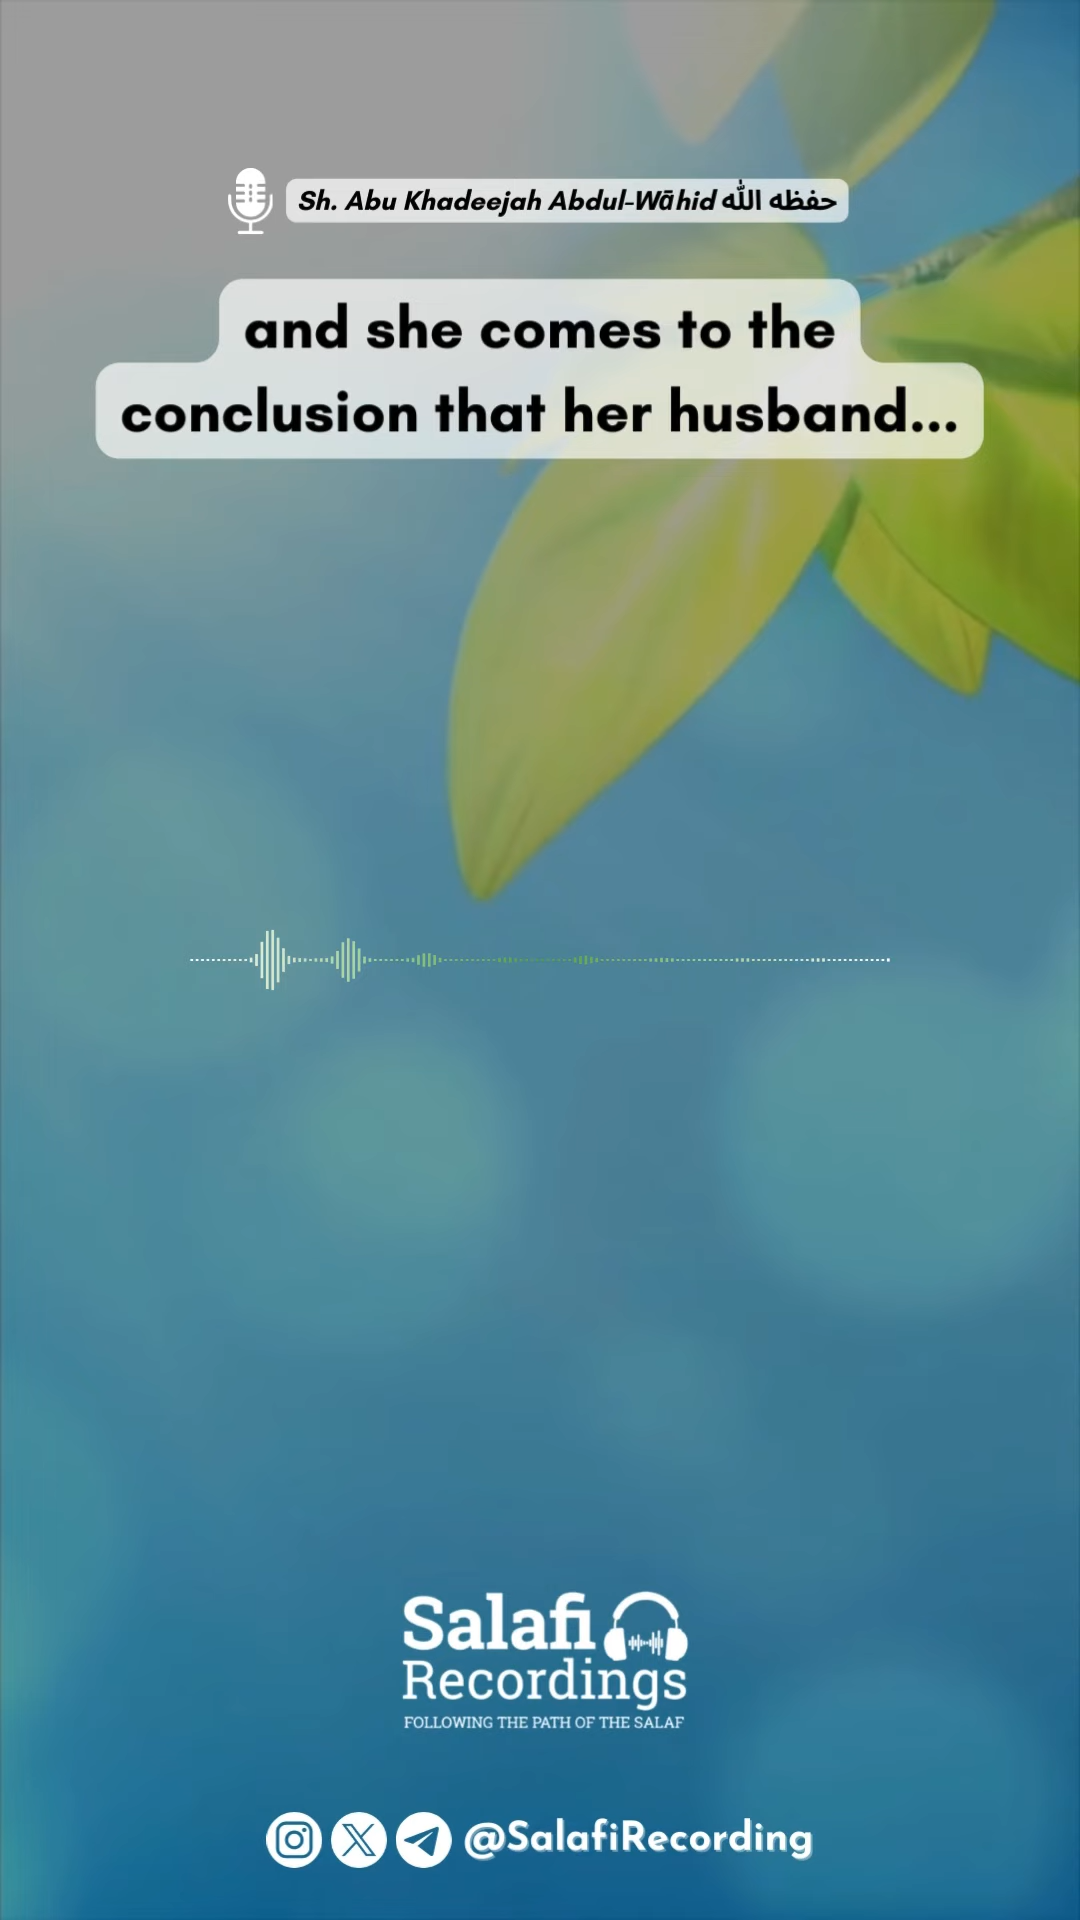 Sh. Abu Khadeejah Abdul-Wāhid حفظه الله
and she comes to the
conclusion that her husband...
Salafi
Recordings
FOLLOWING THE PATH OF THE SALAF
@SalafiRecording